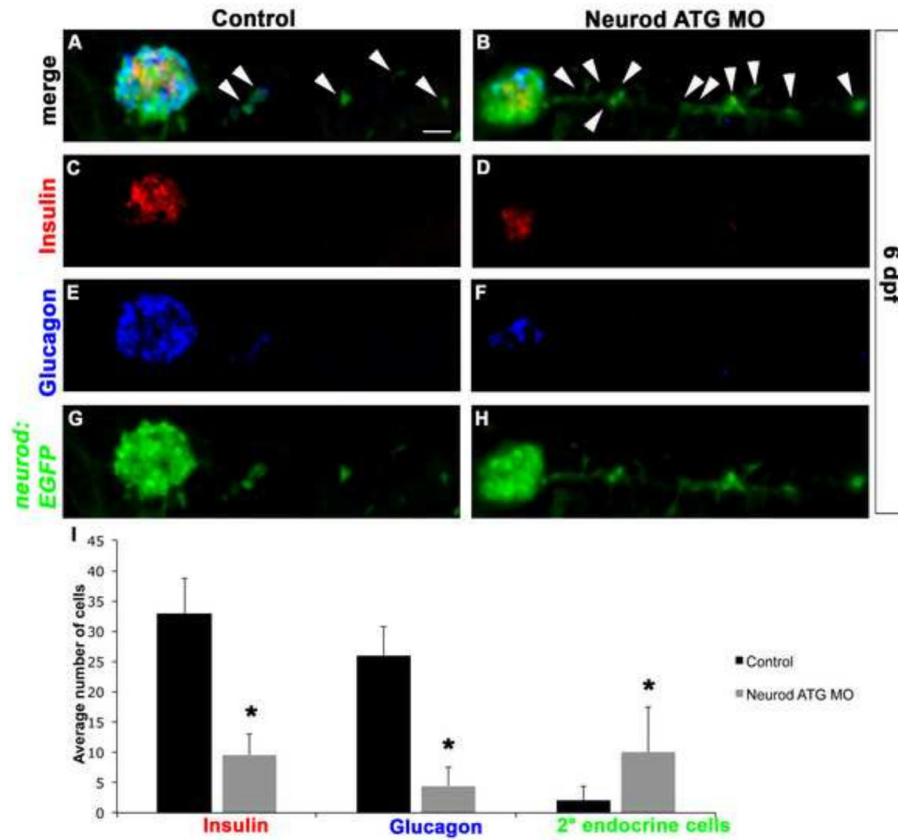 Control
Neurod ATG MO
merge
A
B
Insulin
C
D
Glucagon
E
F
neurod:
EGFP
G
H
6 dpf
I
Average number of cells
45
40
35
30
25
20
15
10
5
0
*
*
*
Control
Neurod ATG MO
Insulin
Glucagon
2° endocrine cells